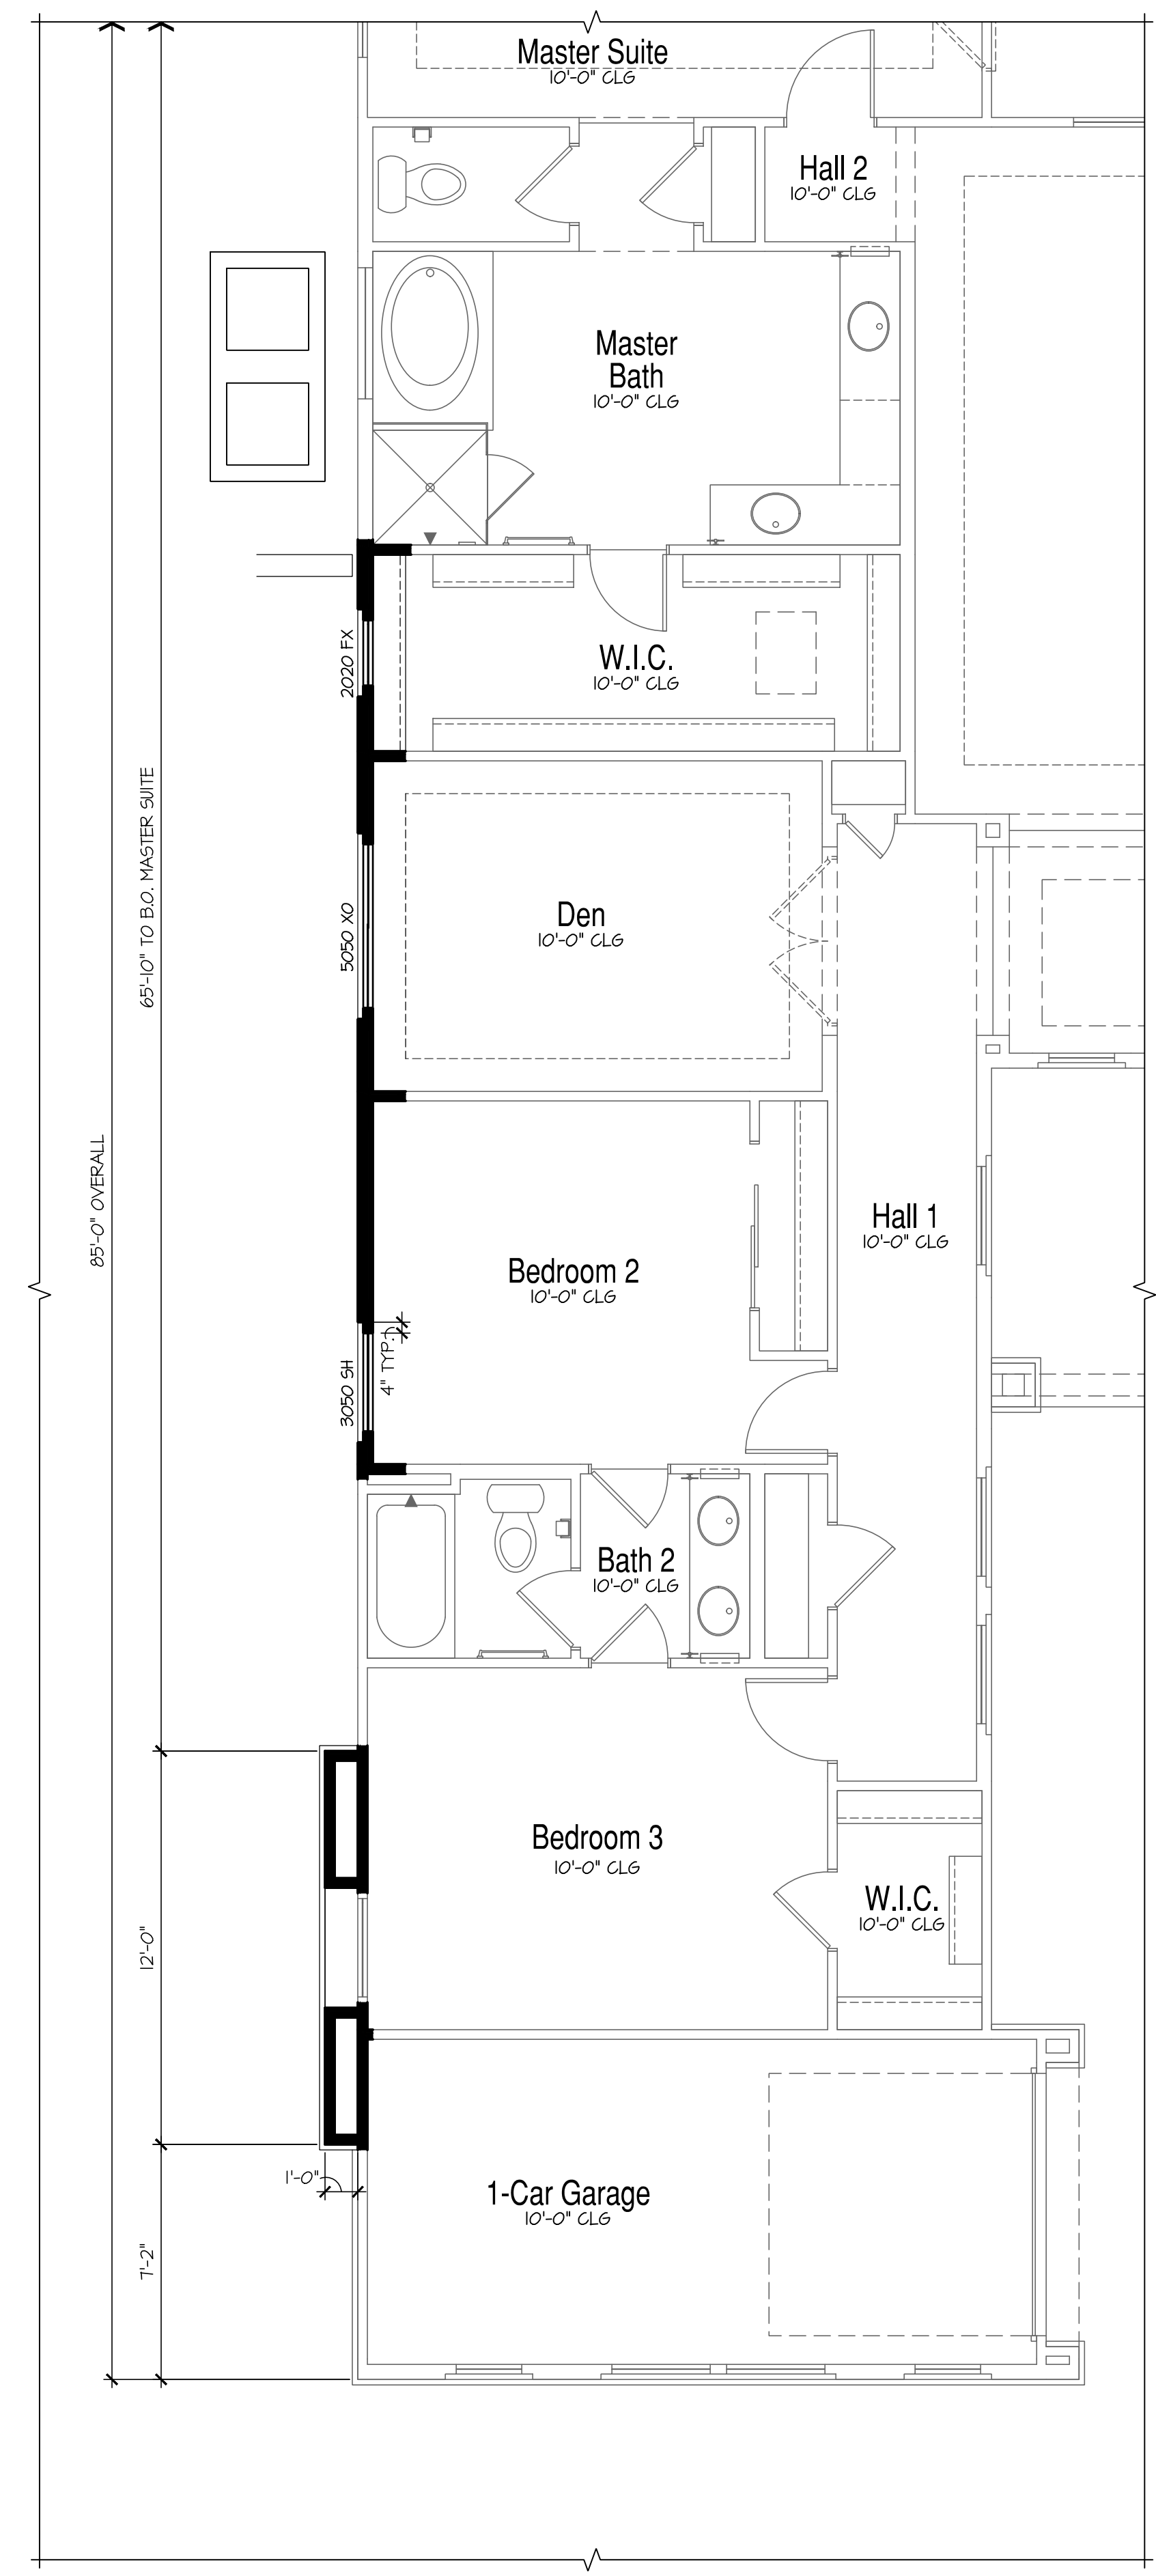 Master Suite
10'-0" CLG
Hall 2
10'-0" CLG
Master
Bath
10'-0" CLG
2020 FX
W.I.C.
10'-0" CLG
65'-10" TO B.O. MASTER SUITE
5050 XO
Den
10'-0" CLG
85'-0" OVERALL
Hall 1
10'-0" CLG
Bedroom 2
10'-0" CLG
3050 SH
4" TYP.
Bath 2
10'-0" CLG
Bedroom 3
10'-0" CLG
W.I.C.
10'-0" CLG
12'-0"
1'-0"
1-Car Garage
10'-0" CLG
7'-2"